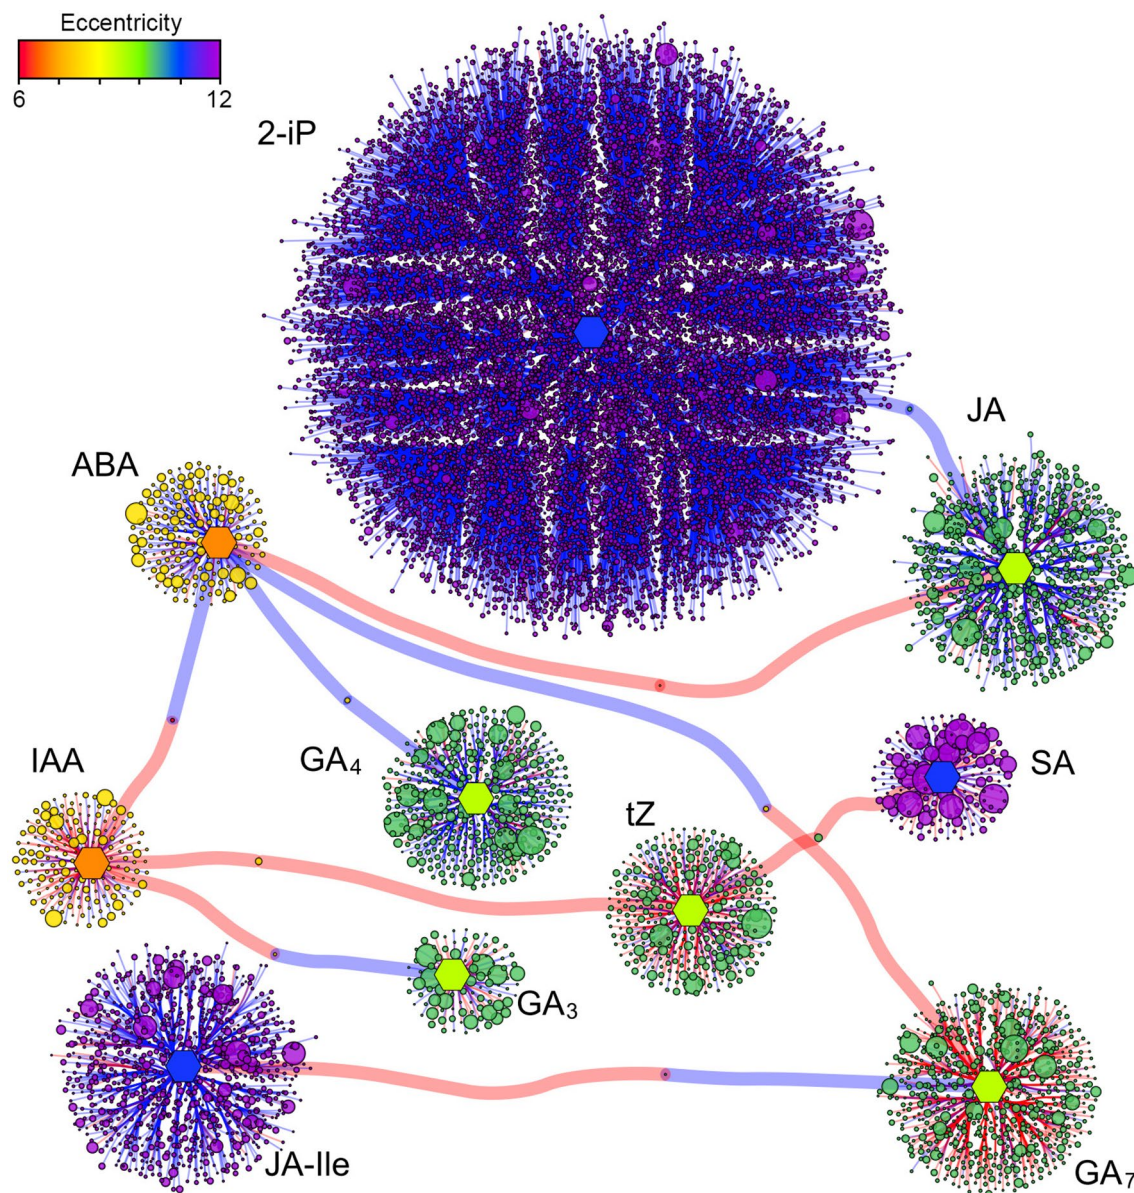 Eccentricity
6 12
2-iP
JA
ABA
IAA
GA₄
SA
tZ
GA₃
JA-Ile
GA₇